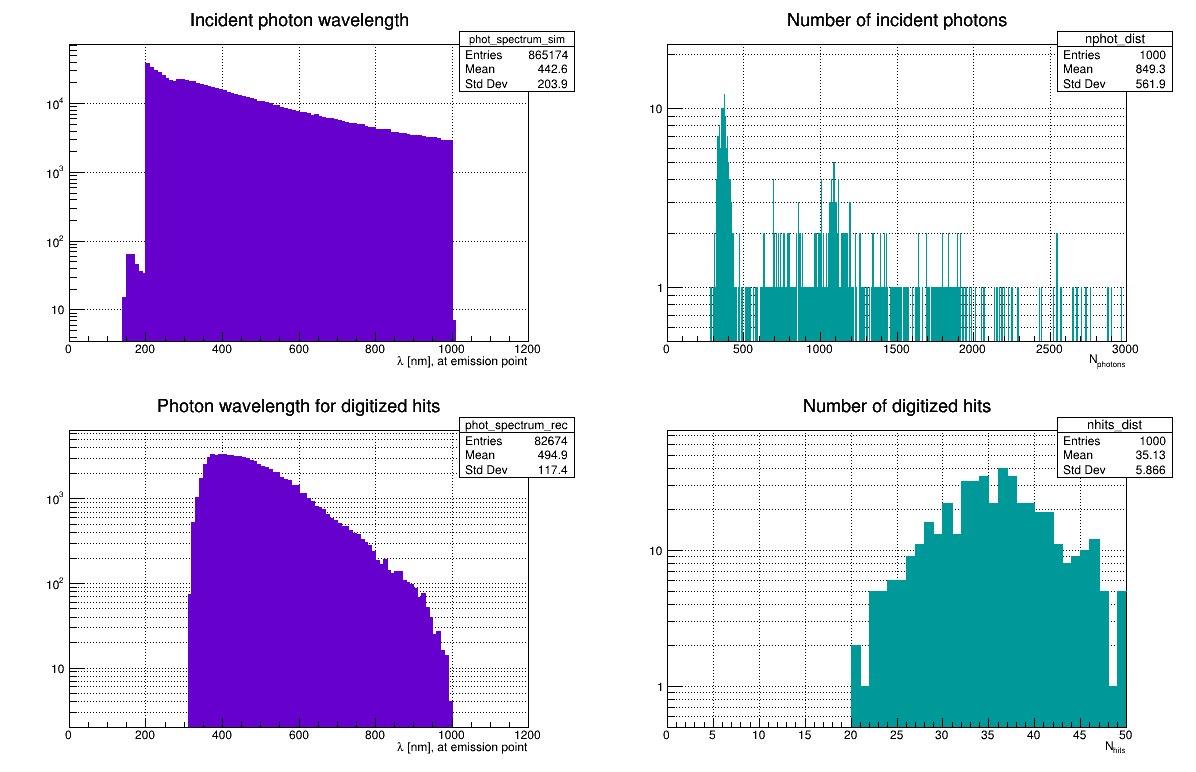 Incident photon wavelength
phot_spectrum_sim
Entries 865174
Mean 442.6
Std Dev 203.9
10⁴
10³
10²
10
0 200 400 600 800 1000 1200
λ [nm], at emission point
Number of incident photons
nphot_dist
Entries 1000
Mean 849.3
Std Dev 561.9
10
1
0 500 1000 1500 2000 2500 3000
N_photons
Photon wavelength for digitized hits
phot_spectrum_rec
Entries 82674
Mean 494.9
Std Dev 117.4
10³
10²
10
0 200 400 600 800 1000 1200
λ [nm], at emission point
Number of digitized hits
nhits_dist
Entries 1000
Mean 35.13
Std Dev 5.866
10
1
0 5 10 15 20 25 30 35 40 45 50
N_hits